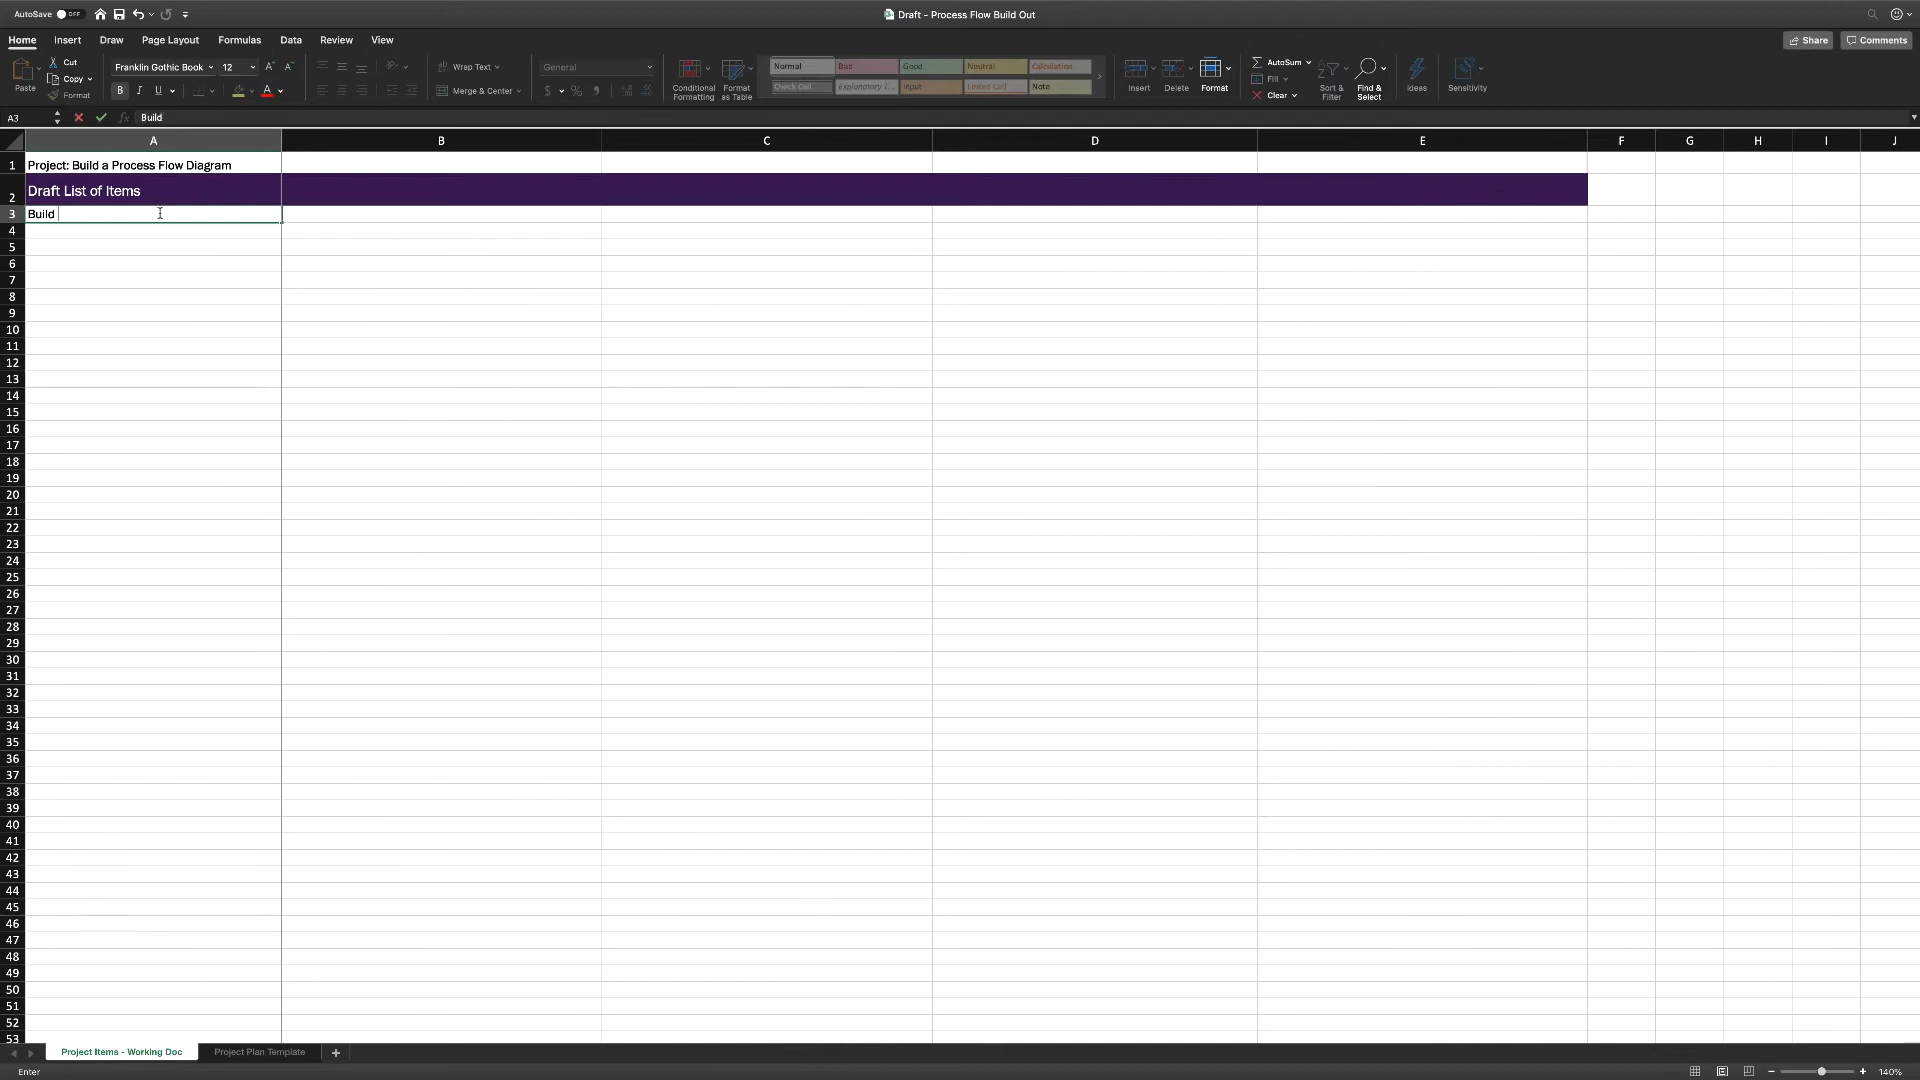 AutoSave OFF
Draft - Process Flow Build Out
Home Insert Draw Page Layout Formulas Data Review View
Share Comments
Paste
Cut
Copy
Format
Franklin Gothic Book 12
B I U
Wrap Text
Merge & Center
General
$ %
Conditional Formatting
Format as Table
Normal Bad Good Neutral Calculation
Check Cell Explanatory T... Input Linked Cell Note
Insert Delete Format
AutoSum
Fill
Clear
Sort & Filter
Find & Select
Ideas
Sensitivity
A3 fx Build
A B C D E F G H I J
1 Project: Build a Process Flow Diagram
2 Draft List of Items
3 Build
4
5
6
7
8
9
10
11
12
13
14
15
16
17
18
19
20
21
22
23
24
25
26
27
28
29
30
31
32
33
34
35
36
37
38
39
40
41
42
43
44
45
46
47
48
49
50
51
52
53
Project Items - Working Doc Project Plan Template +
Enter
140%